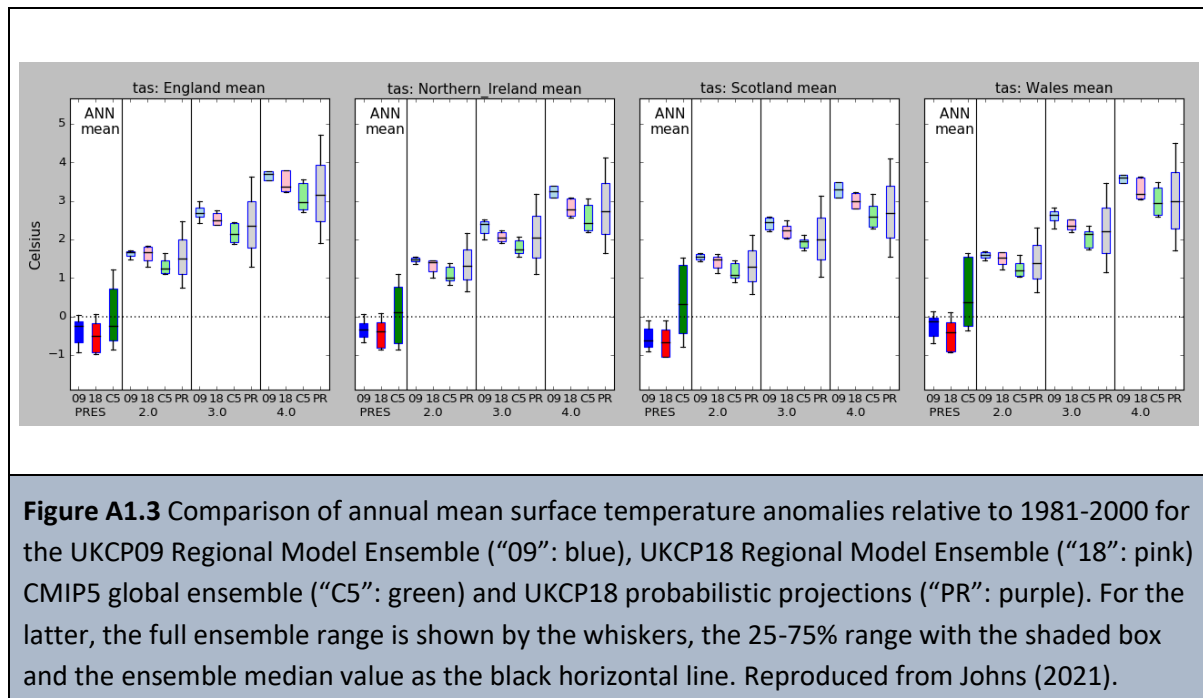 tas: England mean
tas: Northern_Ireland mean
tas: Scotland mean
tas: Wales mean
Celsius
5
4
3
2
1
0
−1
ANN
mean
ANN
mean
ANN
mean
ANN
mean
09 18 C5 09 18 C5 PR 09 18 C5 PR 09 18 C5 PR
PRES 2.0 3.0 4.0
09 18 C5 09 18 C5 PR 09 18 C5 PR 09 18 C5 PR
PRES 2.0 3.0 4.0
09 18 C5 09 18 C5 PR 09 18 C5 PR 09 18 C5 PR
PRES 2.0 3.0 4.0
09 18 C5 09 18 C5 PR 09 18 C5 PR 09 18 C5 PR
PRES 2.0 3.0 4.0
Figure A1.3 Comparison of annual mean surface temperature anomalies relative to 1981-2000 for
the UKCP09 Regional Model Ensemble (“09”: blue), UKCP18 Regional Model Ensemble (“18”: pink)
CMIP5 global ensemble (“C5”: green) and UKCP18 probabilistic projections (“PR”: purple). For the
latter, the full ensemble range is shown by the whiskers, the 25-75% range with the shaded box
and the ensemble median value as the black horizontal line. Reproduced from Johns (2021).